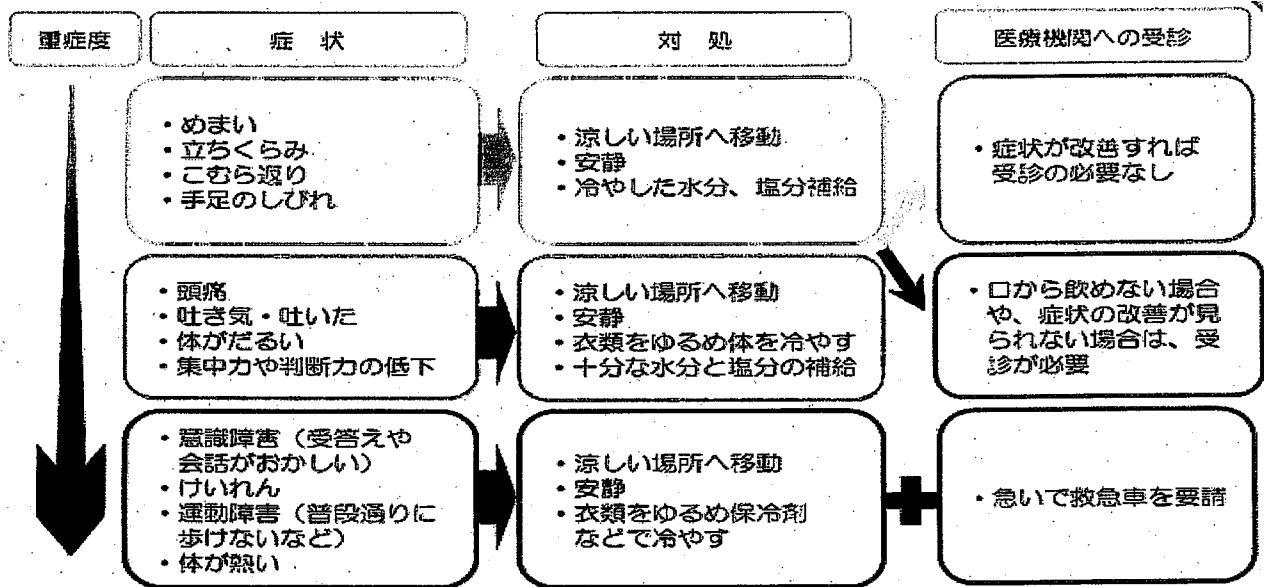 重症度
症 状
対 処
医療機関への受診
・めまい
・立ちくらみ
・こむら返り
・手足のしびれ
・涼しい場所へ移動
・安静
・冷やした水分、塩分補給
・症状が改善すれば
受診の必要なし
・頭痛
・吐き気・吐いた
・体がだるい
・集中力や判断力の低下
・涼しい場所へ移動
・安静
・衣類をゆるめ体を冷やす
・十分な水分と塩分の補給
・口から飲めない場合
や、症状の改善が見
られない場合は、受
診が必要
・意識障害（受答えや
会話がおかしい）
・けいれん
・運動障害（普段通りに
歩けないなど）
・体が熱い
・涼しい場所へ移動
・安静
・衣類をゆるめ保冷剤
などで冷やす
・急いで救急車を要請